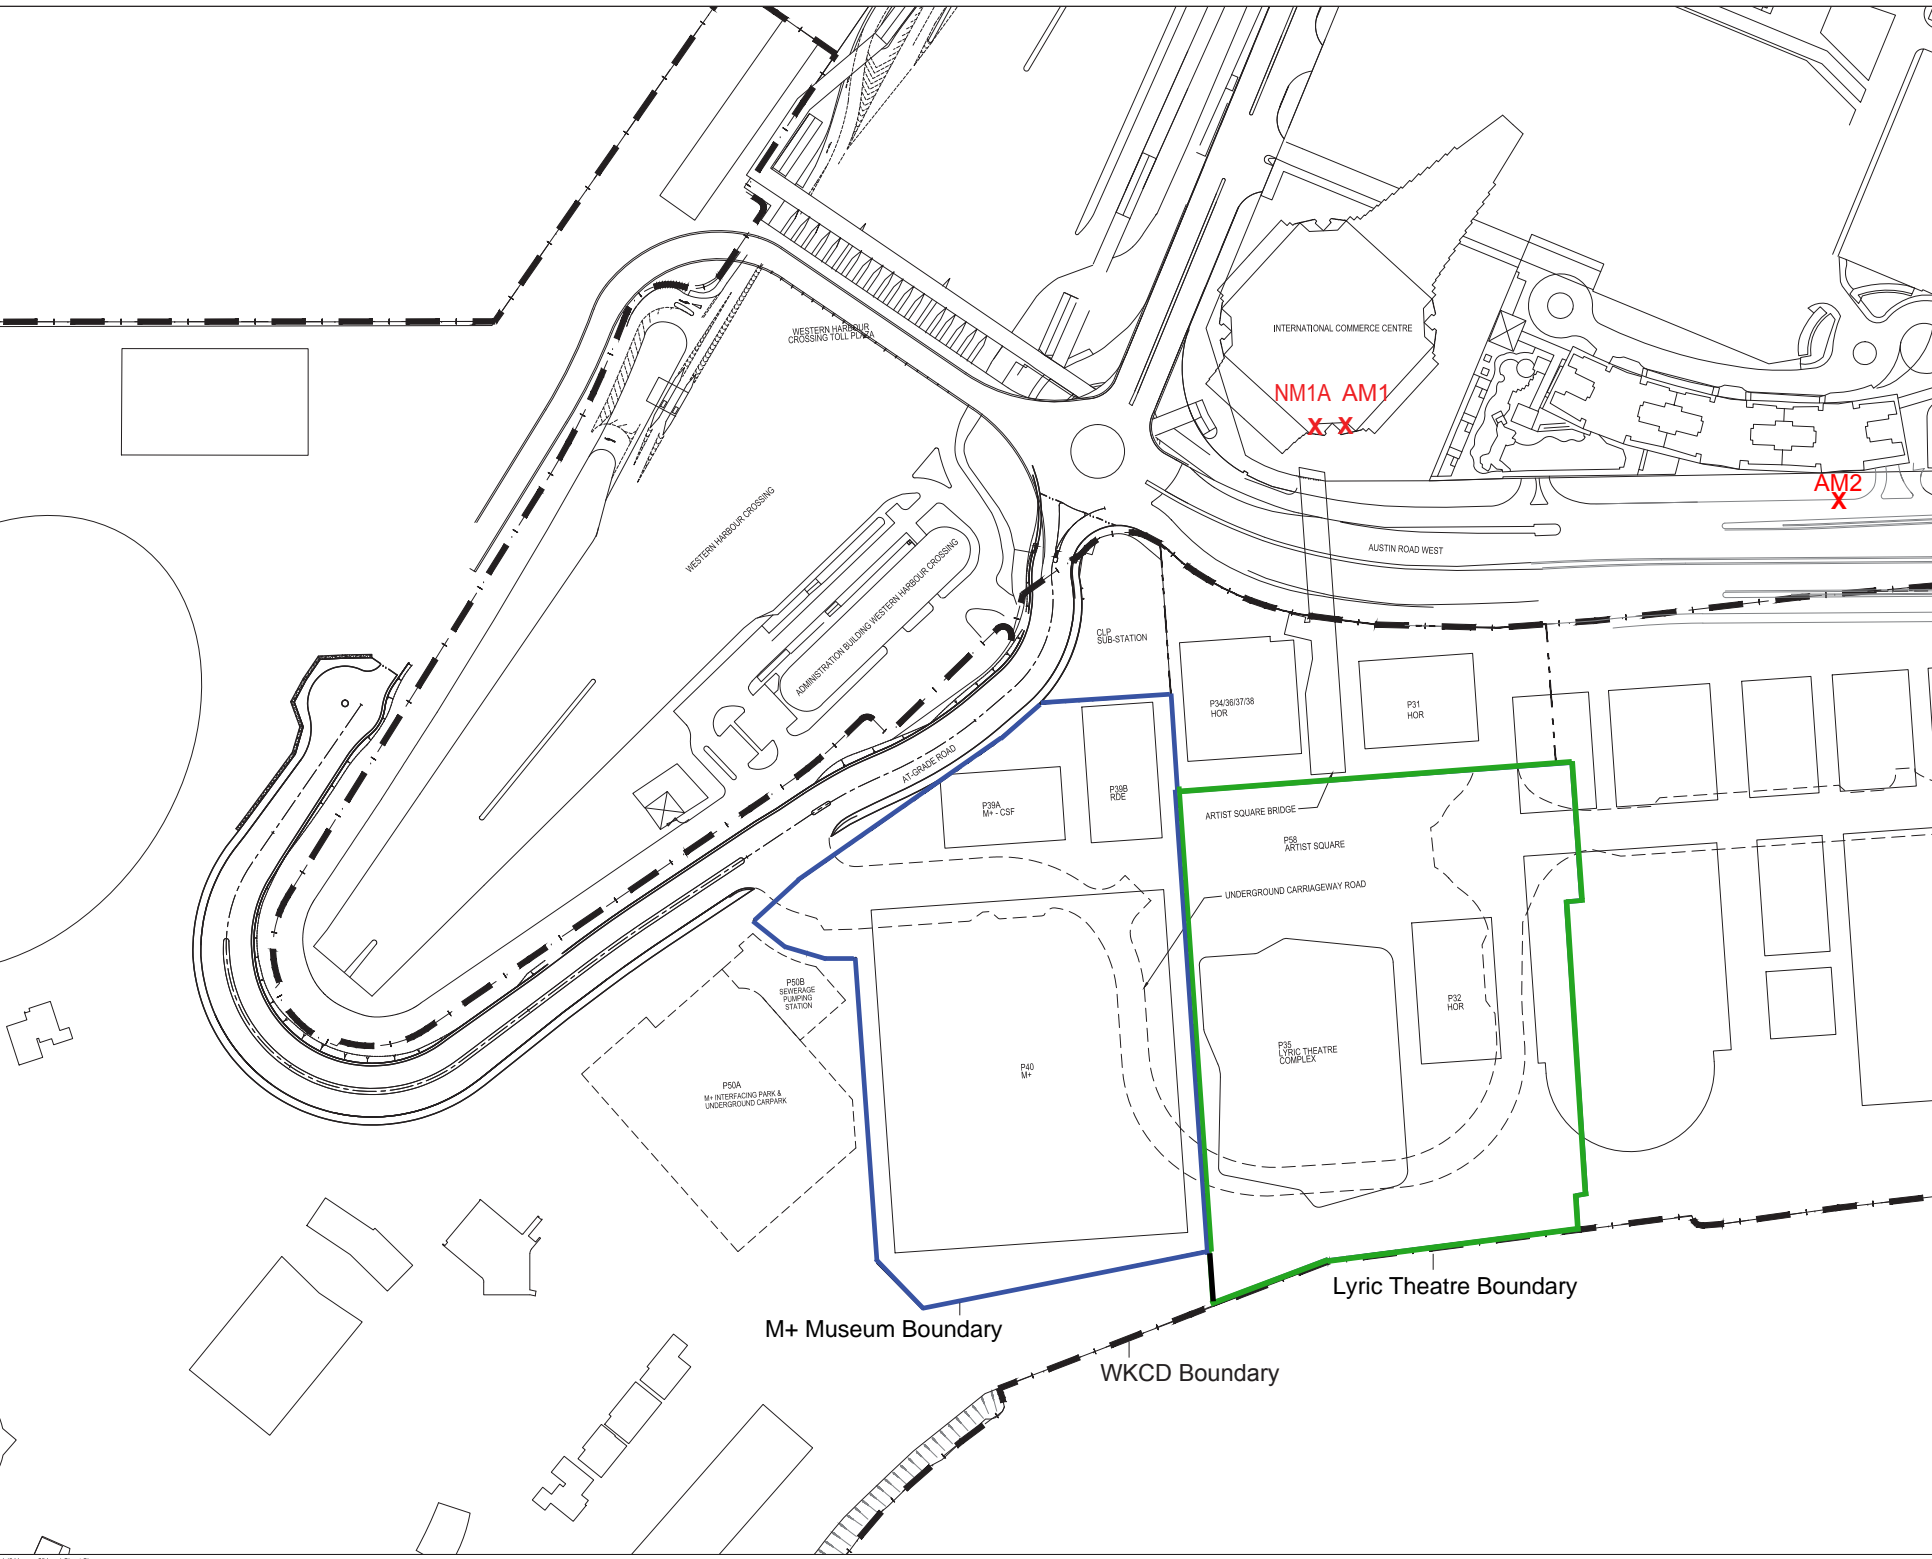 WESTERN HARBOUR
CROSSING TOLL PLAZA
INTERNATIONAL COMMERCE CENTRE
NM1A AM1
X X
AM2
X
WESTERN HARBOUR CROSSING
ADMINISTRATION BUILDING WESTERN HARBOUR CROSSING
AUSTIN ROAD WEST
CLP
SUB-STATION
P34/36/37/38
HOR
P31
HOR
AT-GRADE ROAD
P39A
M+ - CSF
P39B
RDE
ARTIST SQUARE BRIDGE
P58
ARTIST SQUARE
UNDERGROUND CARRIAGEWAY ROAD
P50B
SEWERAGE
PUMPING
STATION
P32
HOR
P35
LYRIC THEATRE
COMPLEX
P40
M+
P50A
M+ INTERFACING PARK &
UNDERGROUND CARPARK
Lyric Theatre Boundary
M+ Museum Boundary
WKCD Boundary